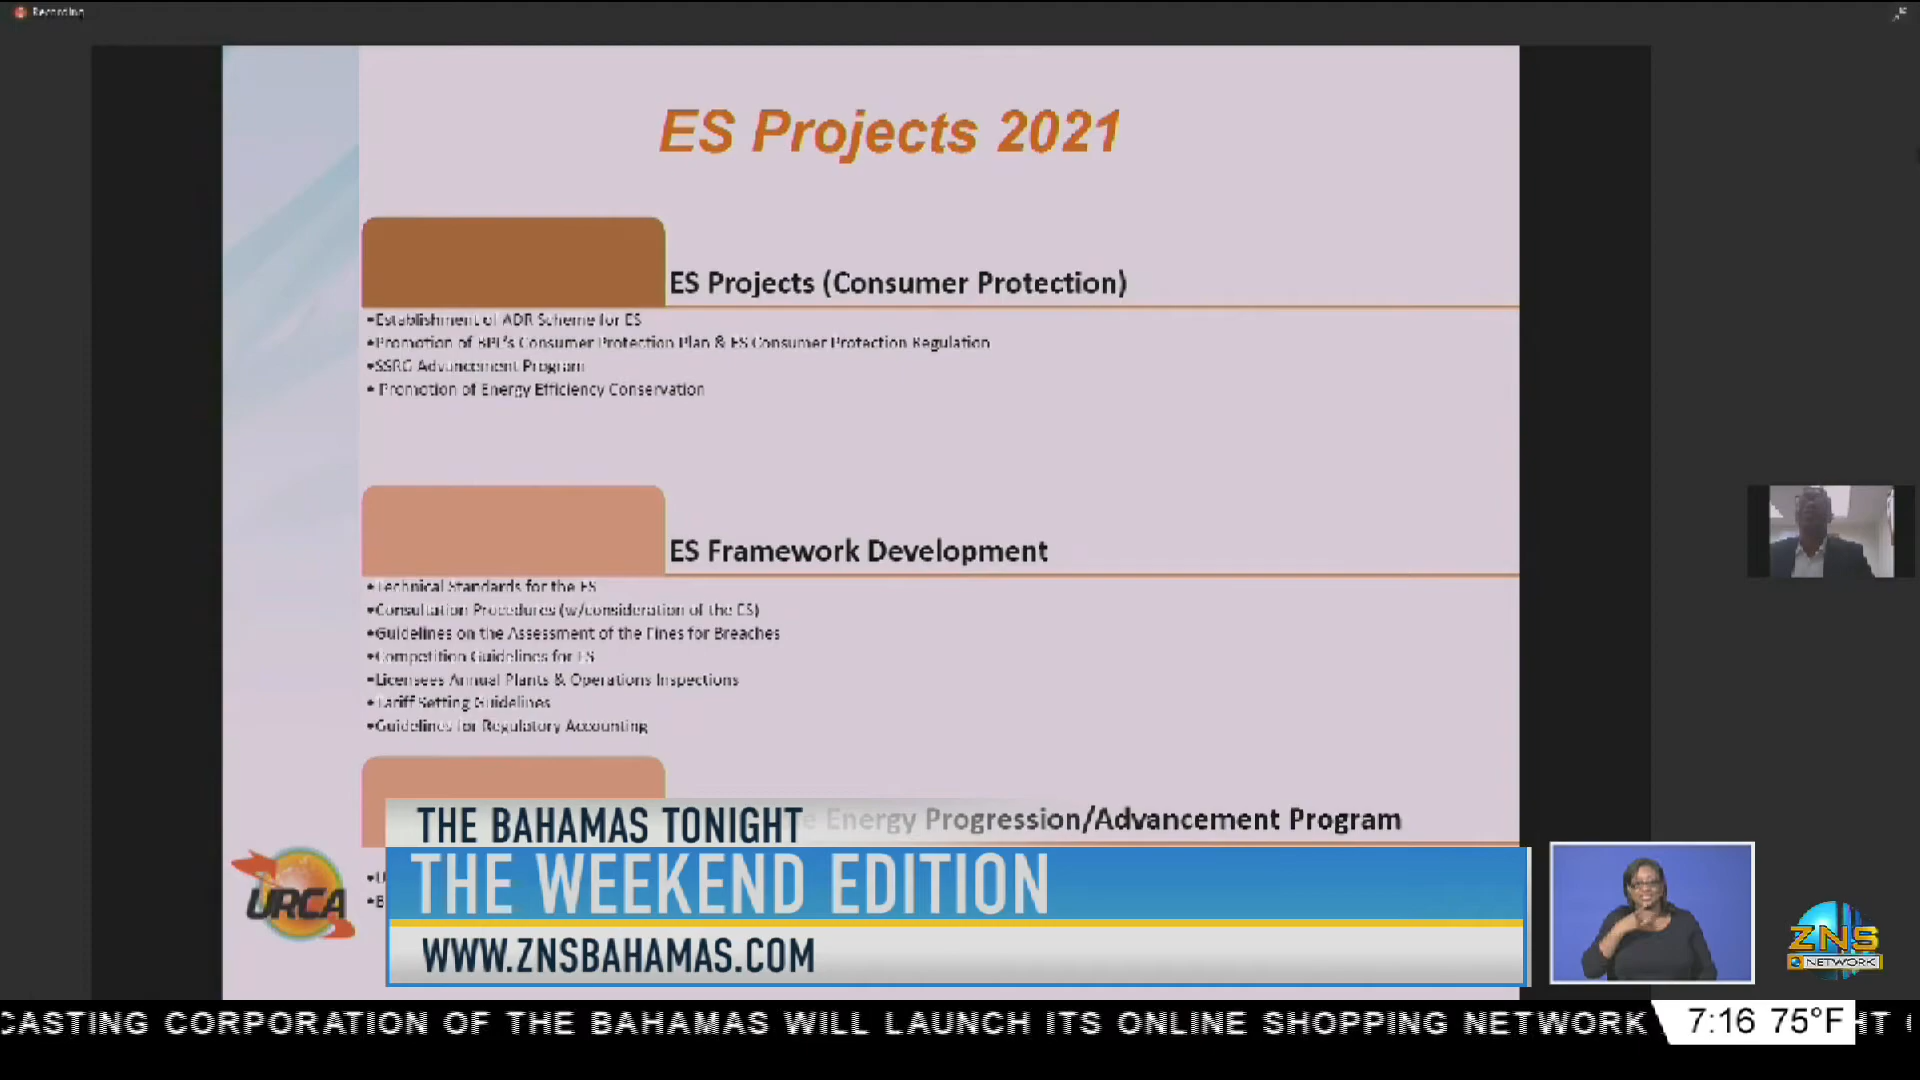 Recording
ES Projects 2021
ES Projects (Consumer Protection)
•Establishment of ADR Scheme for ES
•Promotion of BPL's Consumer Protection Plan & ES Consumer Protection Regulation
•SSRG Advancement Program
• Promotion of Energy Efficiency Conservation
ES Framework Development
•Technical Standards for the ES
•Consultation Procedures (w/consideration of the ES)
•Guidelines on the Assessment of the Fines for Breaches
•Competition Guidelines for ES
•Licensees Annual Plants & Operations Inspections
•Tariff Setting Guidelines
•Guidelines for Regulatory Accounting
Energy Progression/Advancement Program
THE BAHAMAS TONIGHT
THE WEEKEND EDITION
WWW.ZNSBAHAMAS.COM
URCA
ZNS
NETWORK
CASTING CORPORATION OF THE BAHAMAS WILL LAUNCH ITS ONLINE SHOPPING NETWORK
7:16 75°F